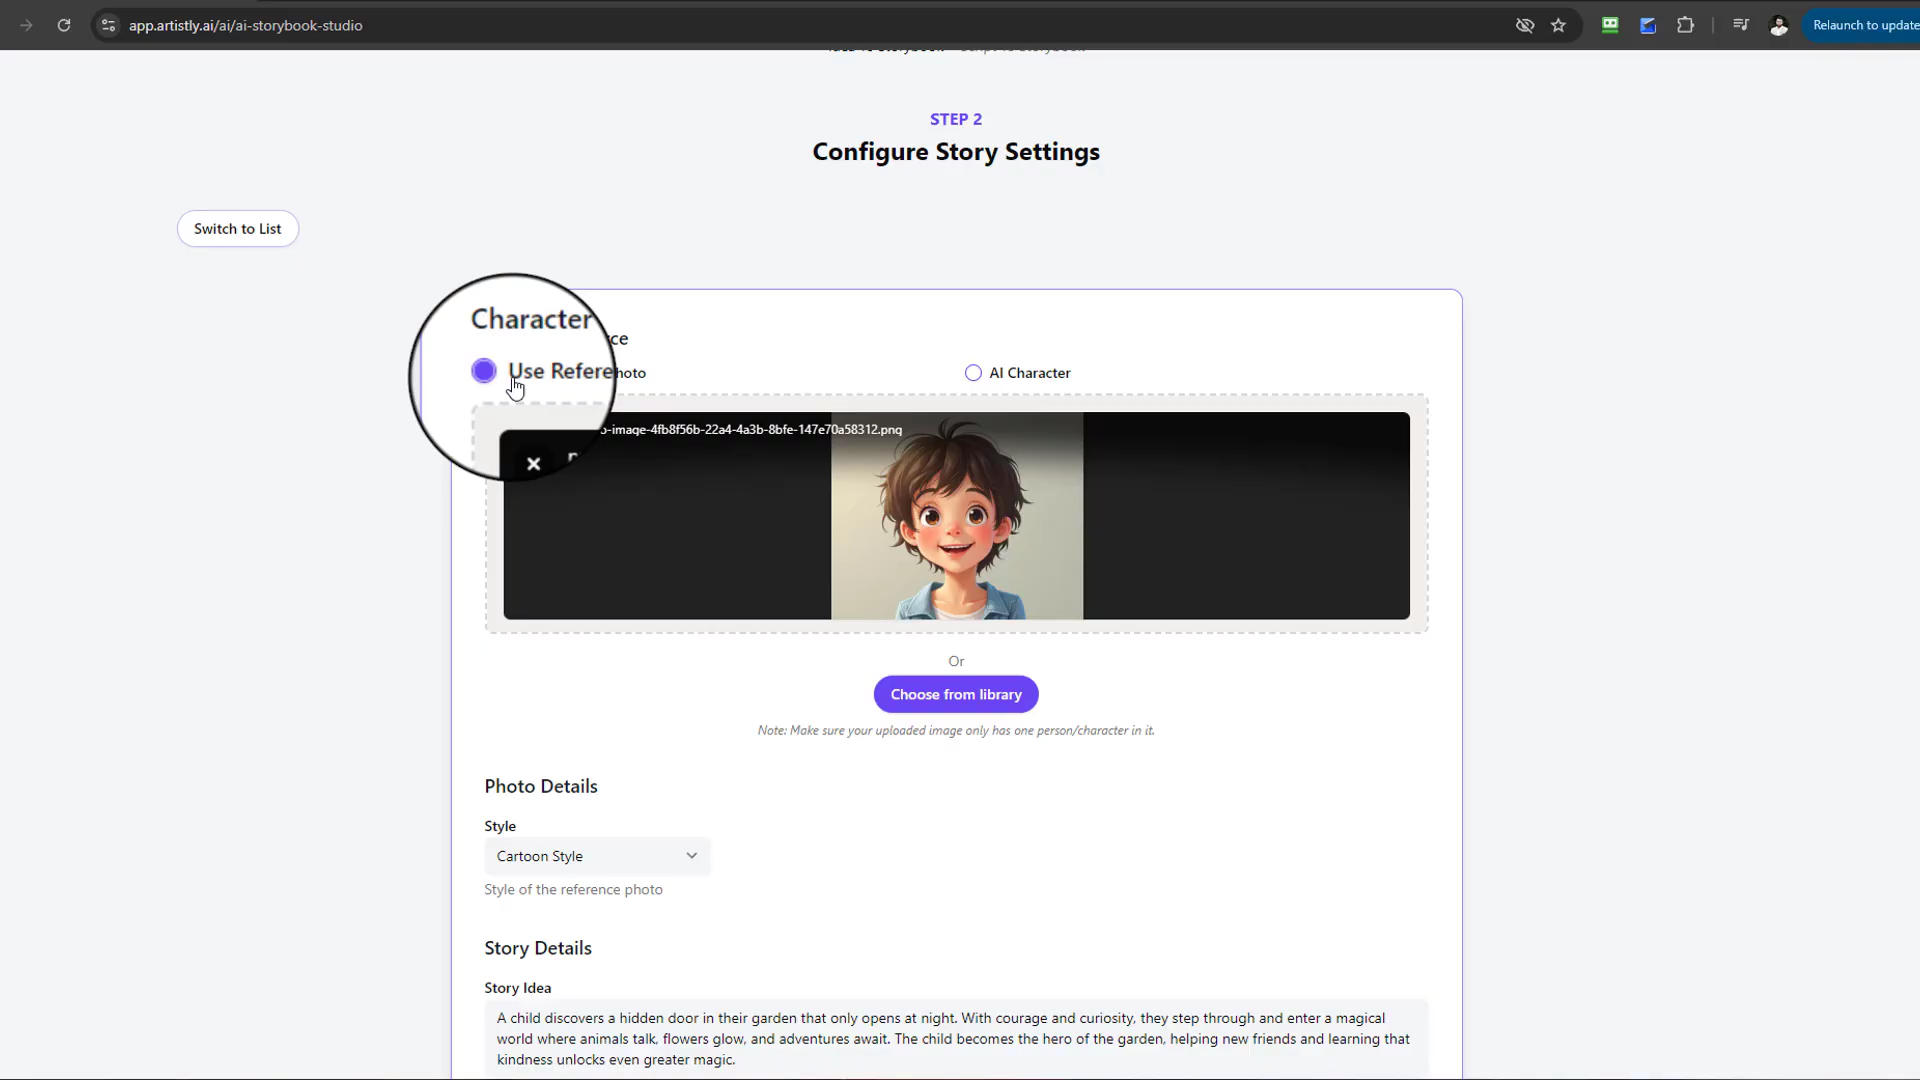 app.artistly.ai/ai/ai-storybook-studio
Relaunch to update
STEP 2
Configure Story Settings
Switch to List
Character
ce
Use Refere hoto
AI Character
-image-4fb8f56b-22a4-4a3b-8bfe-147e70a58312.png
Or
Choose from library
Note: Make sure your uploaded image only has one person/character in it.
Photo Details
Style
Cartoon Style
Style of the reference photo
Story Details
Story Idea
A child discovers a hidden door in their garden that only opens at night. With courage and curiosity, they step through and enter a magical
world where animals talk, flowers glow, and adventures await. The child becomes the hero of the garden, helping new friends and learning that
kindness unlocks even greater magic.